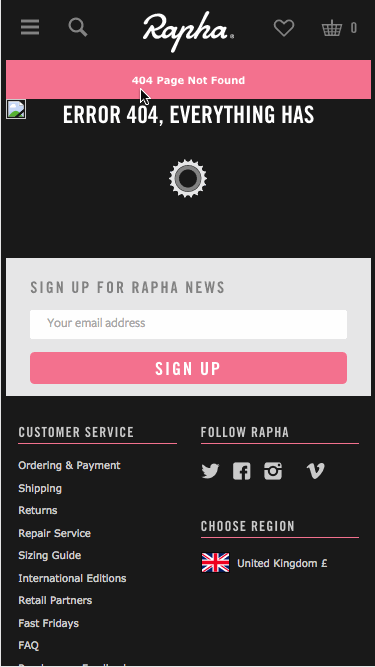 Rapha®
0
404 Page Not Found
ERROR 404, EVERYTHING HAS
SIGN UP FOR RAPHA NEWS
Your email address
SIGN UP
CUSTOMER SERVICE
Ordering & Payment
Shipping
Returns
Repair Service
Sizing Guide
International Editions
Retail Partners
Fast Fridays
FAQ
FOLLOW RAPHA
CHOOSE REGION
United Kingdom £